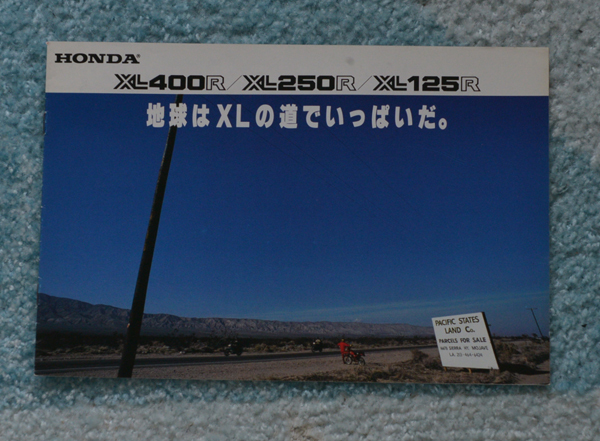 HONDA
XL400R/XL250R/XL125R
地球はXLの道でいっぱいだ。
PACIFIC STATES
LAND Co.
PARCELS FOR SALE